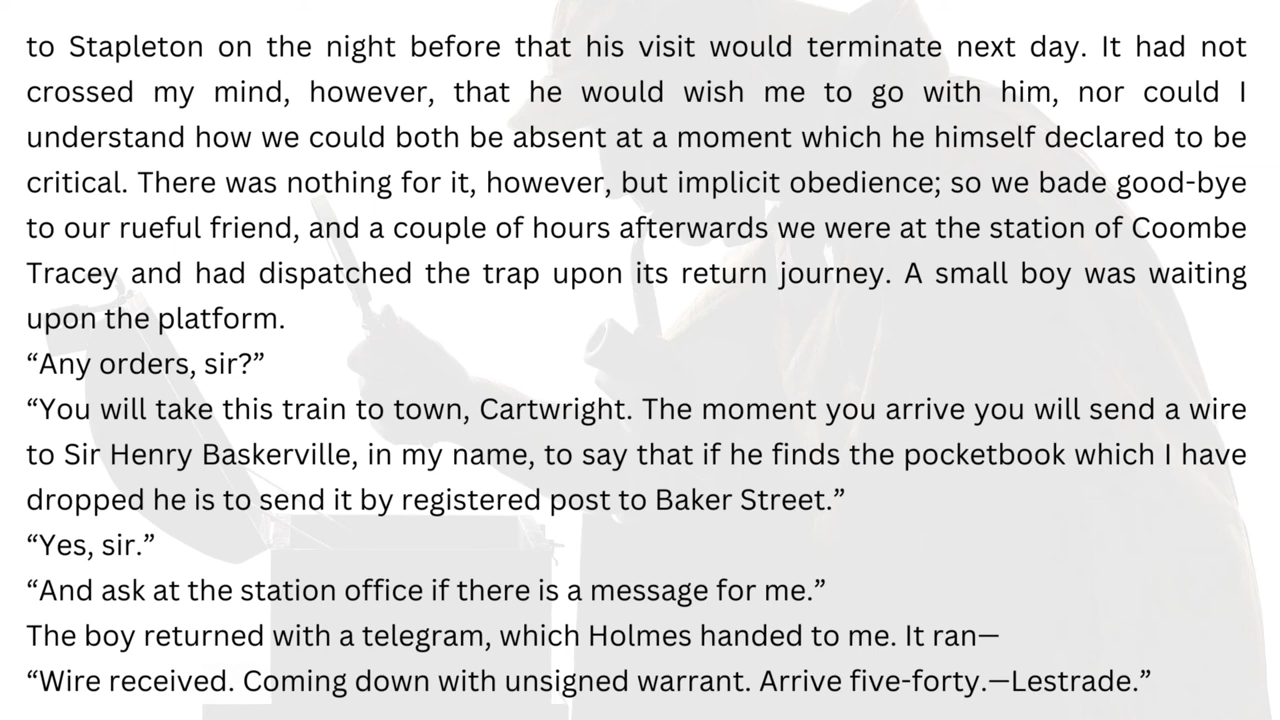 to Stapleton on the night before that his visit would terminate next day. It had not
crossed my mind, however, that he would wish me to go with him, nor could I
understand how we could both be absent at a moment which he himself declared to be
critical. There was nothing for it, however, but implicit obedience; so we bade good-bye
to our rueful friend, and a couple of hours afterwards we were at the station of Coombe
Tracey and had dispatched the trap upon its return journey. A small boy was waiting
upon the platform.
“Any orders, sir?”
“You will take this train to town, Cartwright. The moment you arrive you will send a wire
to Sir Henry Baskerville, in my name, to say that if he finds the pocketbook which I have
dropped he is to send it by registered post to Baker Street.”
“Yes, sir.”
“And ask at the station office if there is a message for me.”
The boy returned with a telegram, which Holmes handed to me. It ran—
“Wire received. Coming down with unsigned warrant. Arrive five-forty.—Lestrade.”